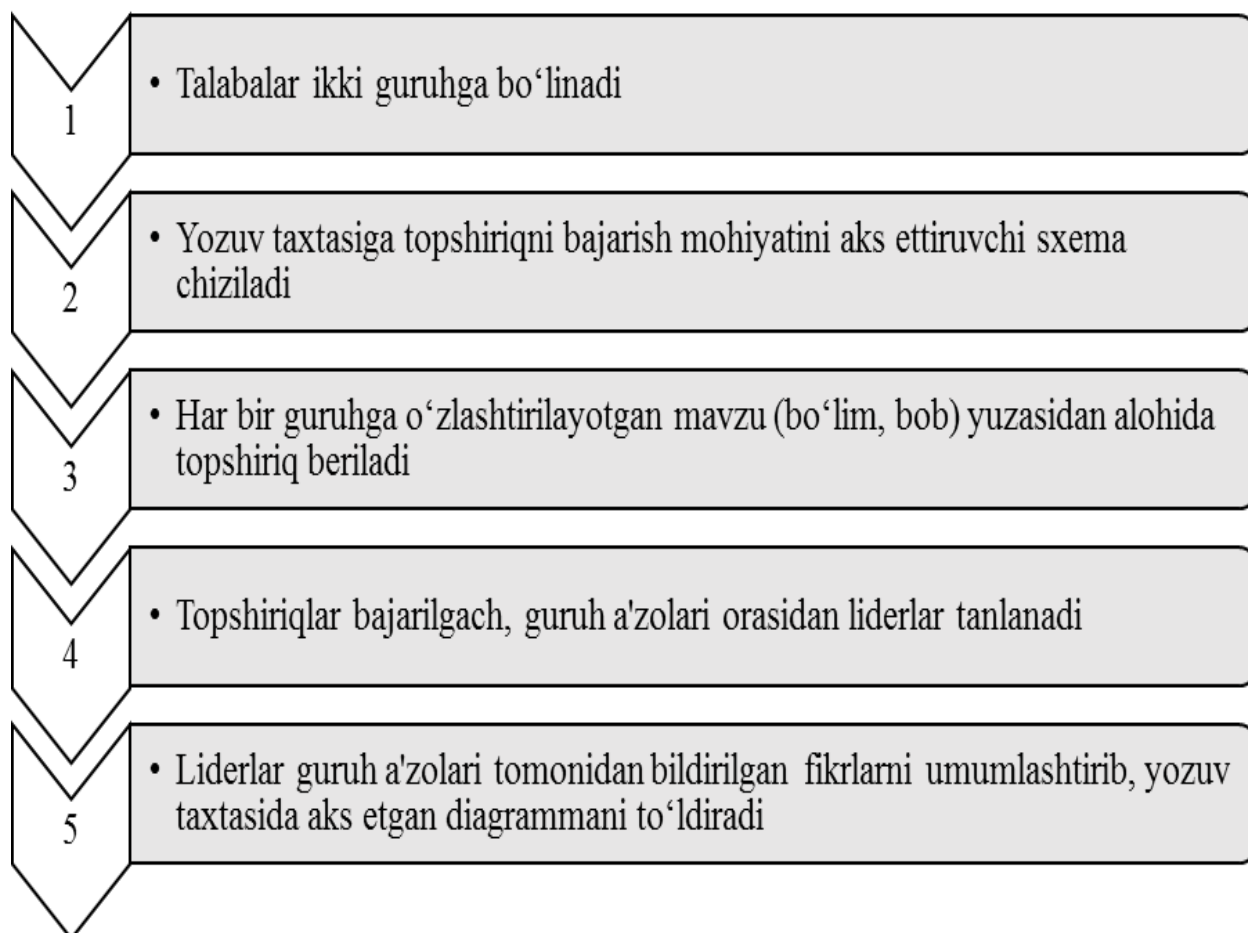 1
• Talabalar ikki guruhga bo‘linadi
2
• Yozuv taxtasiga topshiriqni bajarish mohiyatini aks ettiruvchi sxema
chiziladi
3
• Har bir guruhga o‘zlashtirilayotgan mavzu (bo‘lim, bob) yuzasidan alohida
topshiriq beriladi
4
• Topshiriqlar bajarilgach, guruh a'zolari orasidan liderlar tanlanadi
5
• Liderlar guruh a'zolari tomonidan bildirilgan fikrlarni umumlashtirib, yozuv
taxtasida aks etgan diagrammani to‘ldiradi